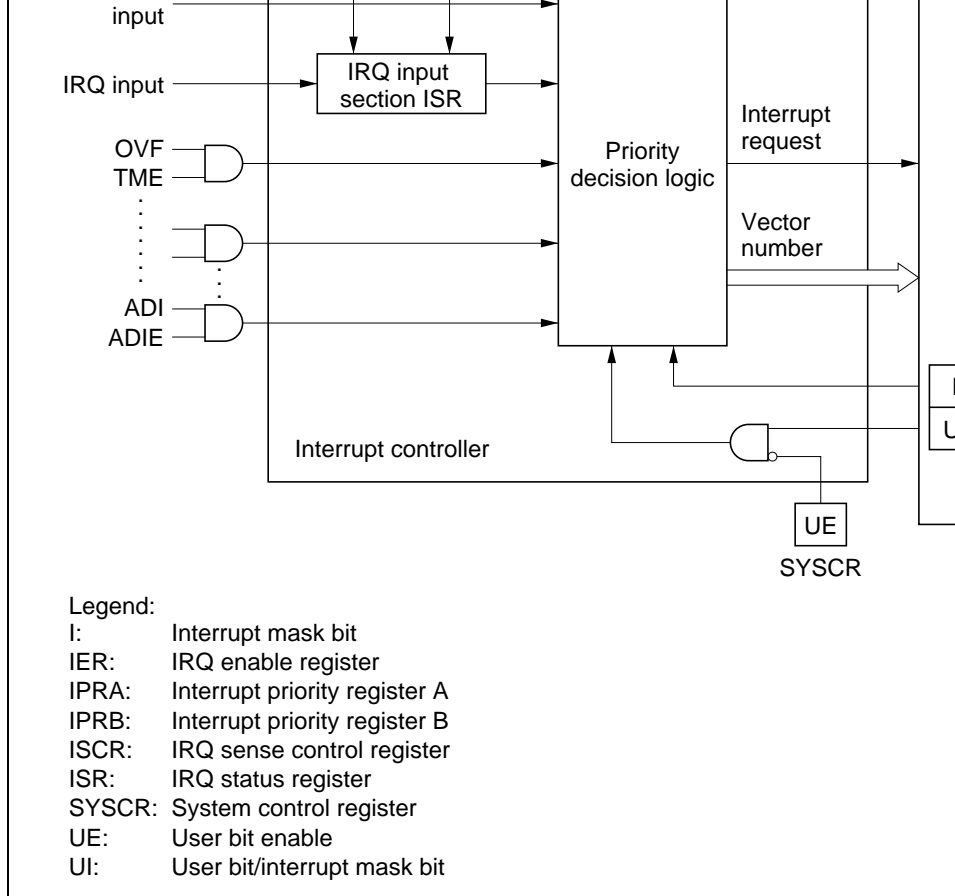 input
IRQ input
IRQ input
section ISR
OVF
TME
Priority
decision logic
Interrupt
request
Vector
number
ADI
ADIE
Interrupt controller
UE
SYSCR
Legend:
I: Interrupt mask bit
IER: IRQ enable register
IPRA: Interrupt priority register A
IPRB: Interrupt priority register B
ISCR: IRQ sense control register
ISR: IRQ status register
SYSCR: System control register
UE: User bit enable
UI: User bit/interrupt mask bit